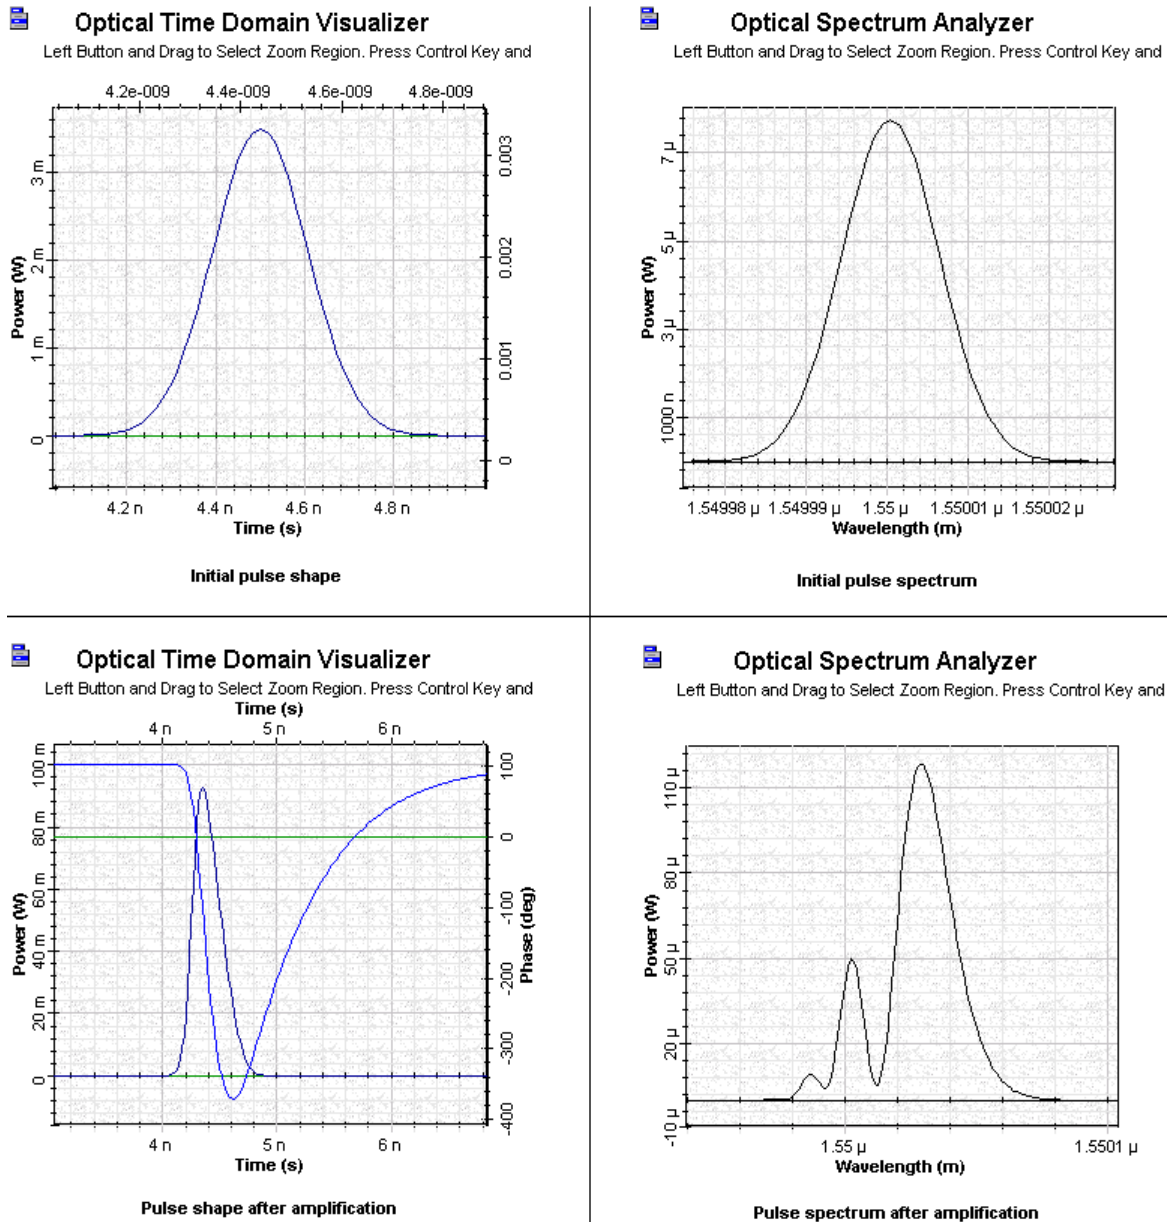 Optical Time Domain Visualizer
Left Button and Drag to Select Zoom Region. Press Control Key and
4.2e-009 4.4e-009 4.6e-009 4.8e-009
Power (W)
3 m
2 m
1 m
0
0.003
0.002
0.001
0
4.2 n 4.4 n 4.6 n 4.8 n
Time (s)
Initial pulse shape
Optical Spectrum Analyzer
Left Button and Drag to Select Zoom Region. Press Control Key and
Power (W)
7 µ
5 µ
3 µ
1000 n
1.54998 µ 1.54999 µ 1.55 µ 1.55001 µ 1.55002 µ
Wavelength (m)
Initial pulse spectrum
Optical Time Domain Visualizer
Left Button and Drag to Select Zoom Region. Press Control Key and
Time (s)
4 n 5 n 6 n
Power (W)
100 m
80 m
60 m
40 m
20 m
0
Phase (deg)
100
0
-100
-200
-300
-400
4 n 5 n 6 n
Time (s)
Pulse shape after amplification
Optical Spectrum Analyzer
Left Button and Drag to Select Zoom Region. Press Control Key and
Power (W)
110 µ
80 µ
50 µ
20 µ
-10 µ
1.55 µ 1.5501 µ
Wavelength (m)
Pulse spectrum after amplification